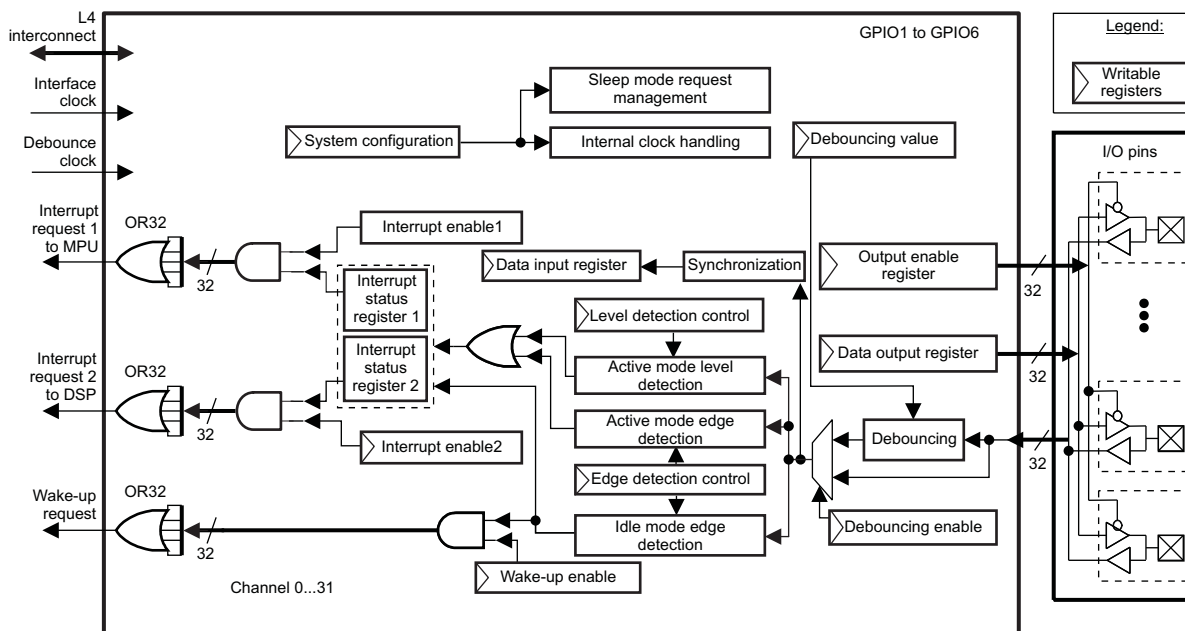 L4
interconnect
GPIO1 to GPIO6
Legend:
Writable
registers
Interface
clock
Debounce
clock
Sleep mode request
management
System configuration
Internal clock handling
Debouncing value
I/O pins
Interrupt
request 1
to MPU
OR32
32
Interrupt enable1
Data input register
Synchronization
Output enable
register
32
Interrupt
status
register 1
Level detection control
Interrupt
request 2
to DSP
OR32
32
Interrupt
status
register 2
Active mode level
detection
Data output register
32
Active mode edge
detection
Debouncing
32
Interrupt enable2
Edge detection control
Wake-up
request
OR32
32
Idle mode edge
detection
Debouncing enable
Wake-up enable
Channel 0...31